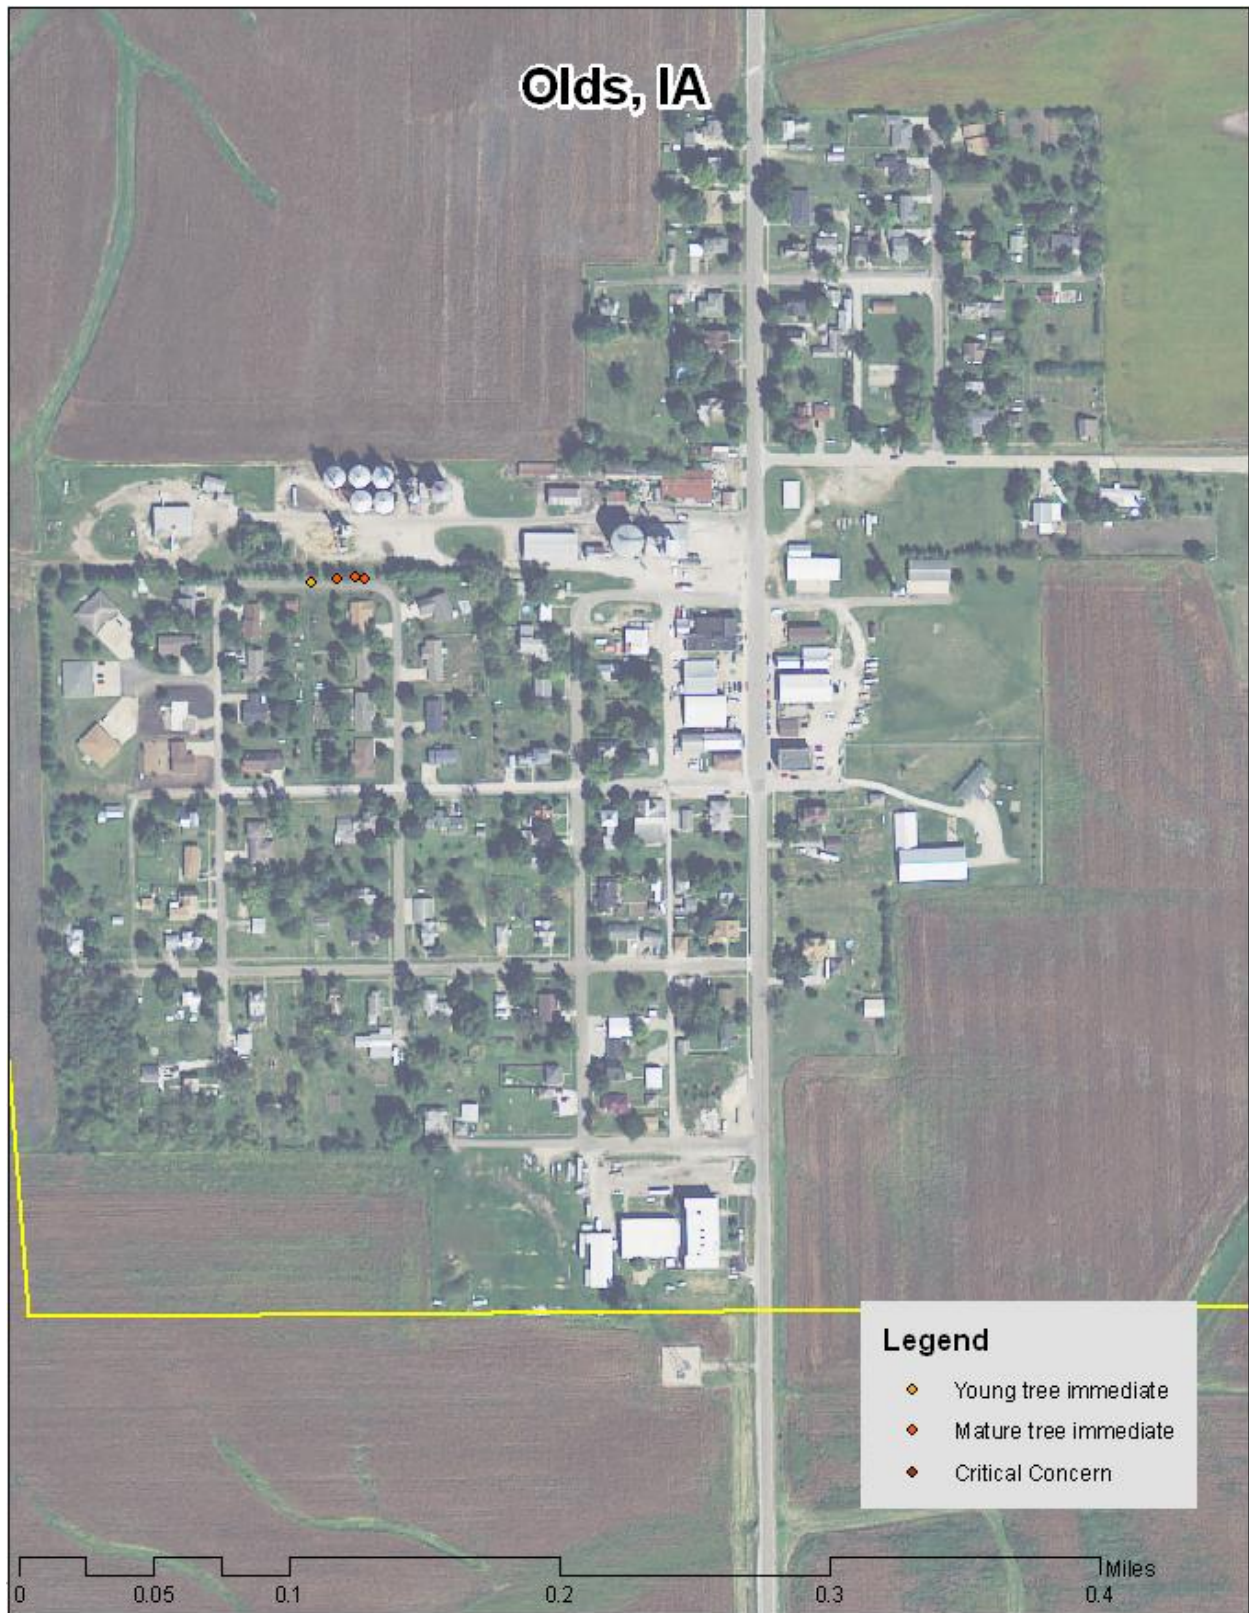 Olds, IA
Legend
Young tree immediate
Mature tree immediate
Critical Concern
Miles
0 0.05 0.1 0.2 0.3 0.4